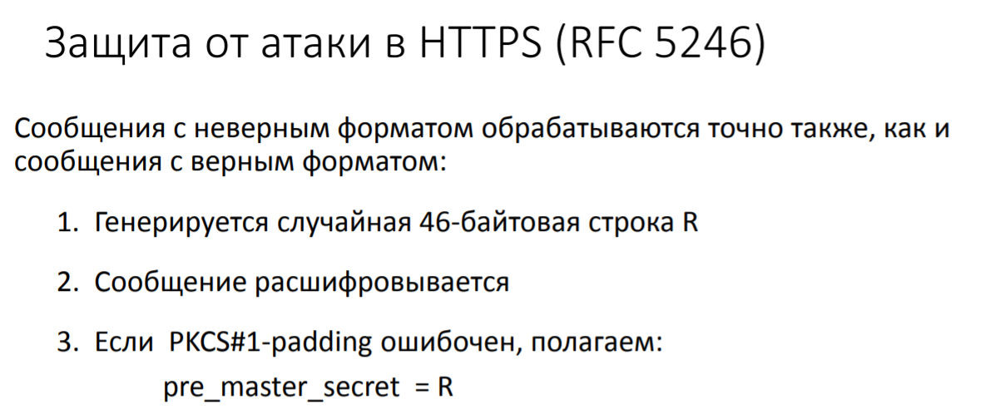 Защита от атаки в HTTPS (RFC 5246)
Сообщения с неверным форматом обрабатываются точно также, как и
сообщения с верным форматом:
1. Генерируется случайная 46-байтовая строка R
2. Сообщение расшифровывается
3. Если PKCS#1-padding ошибочен, полагаем:
pre_master_secret = R